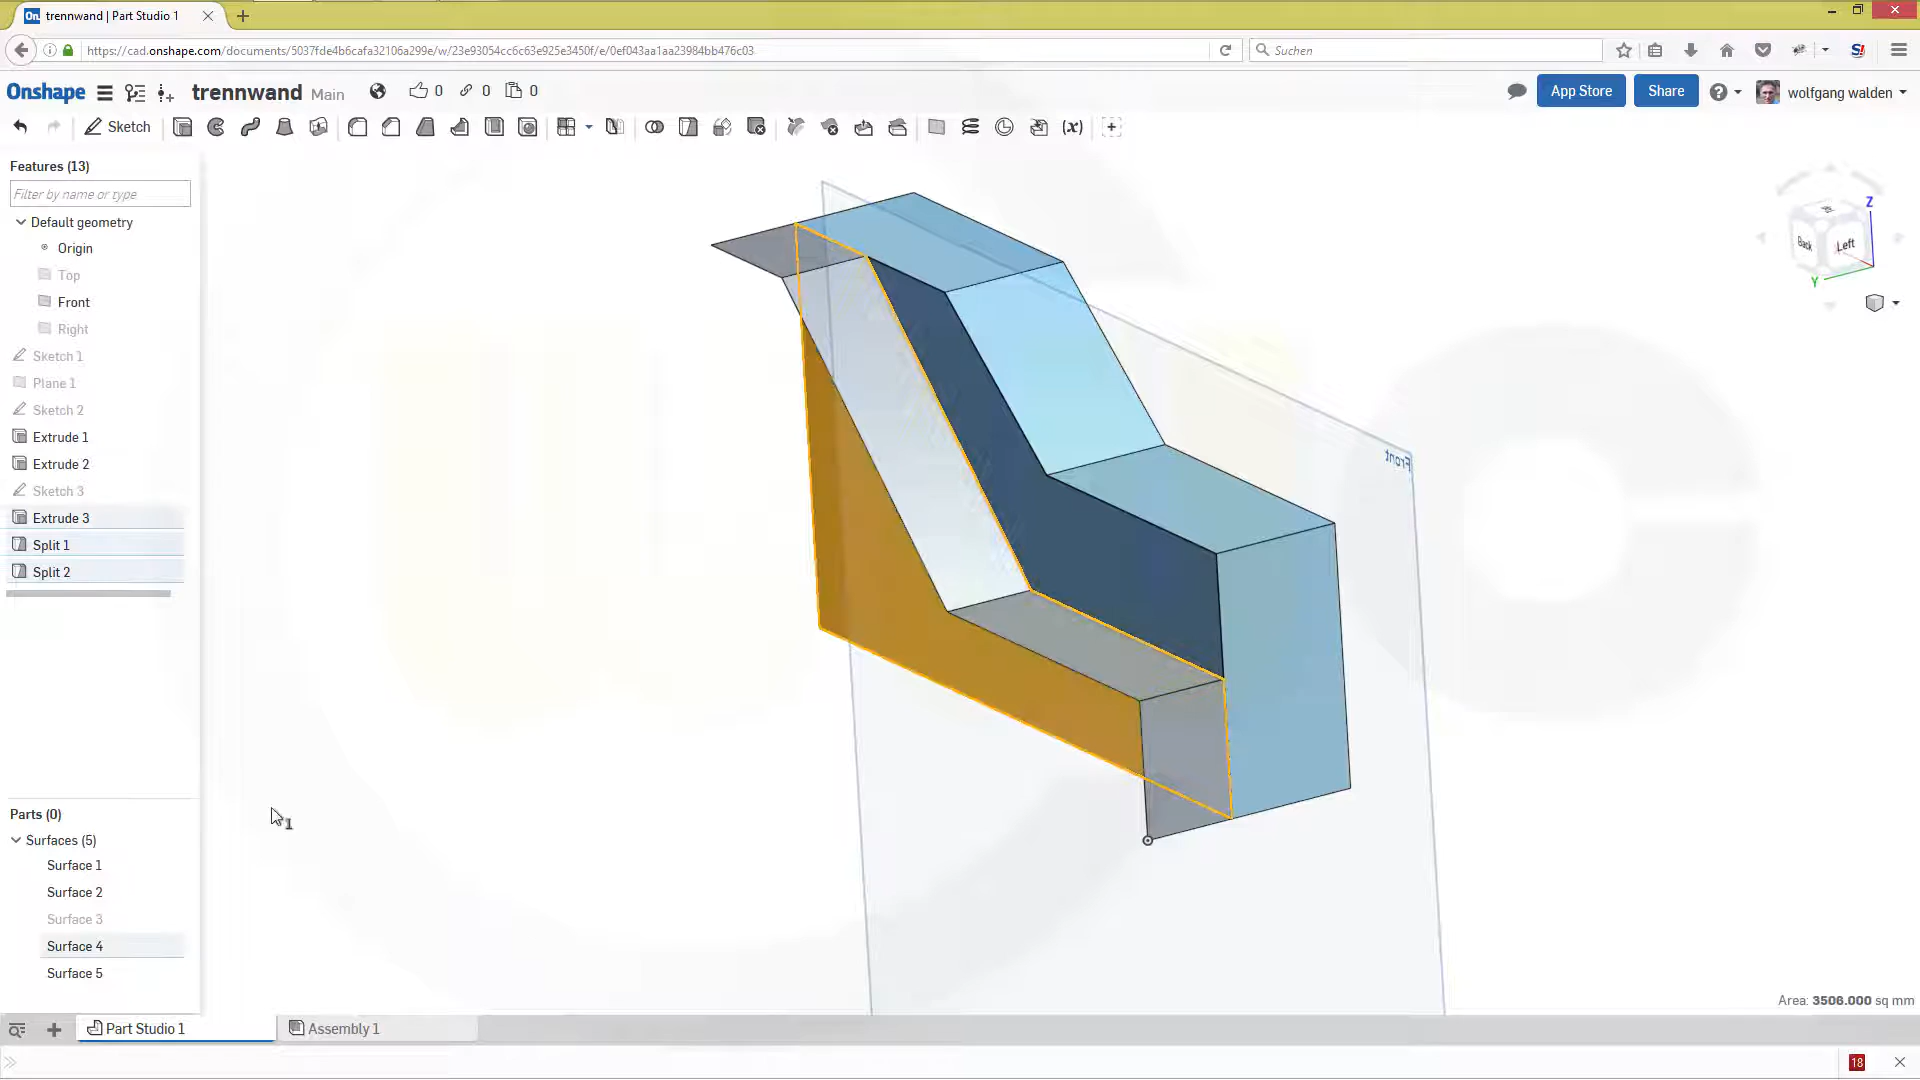 trennwand | Part Studio 1
https://cad.onshape.com/documents/5037fde4b6cafa32106a299e/w/23e93054cc6c63e925e3450f/e/0ef043aa1aa23984bb476c03
Suchen
Onshape trennwand Main 0 0 0 App Store Share wolfgang walden
Sketch
(x)
Features (13)
Filter by name or type
Default geometry
Origin
Top
Front
Right
Sketch 1
Plane 1
Sketch 2
Extrude 1
Extrude 2
Sketch 3
Extrude 3
Split 1
Split 2
Front
Z
Back
Left
Y
Parts (0)
Surfaces (5)
Surface 1
Surface 2
Surface 3
Surface 4
Surface 5
1
Area: 3506.000 sq mm
Part Studio 1
Assembly 1
18